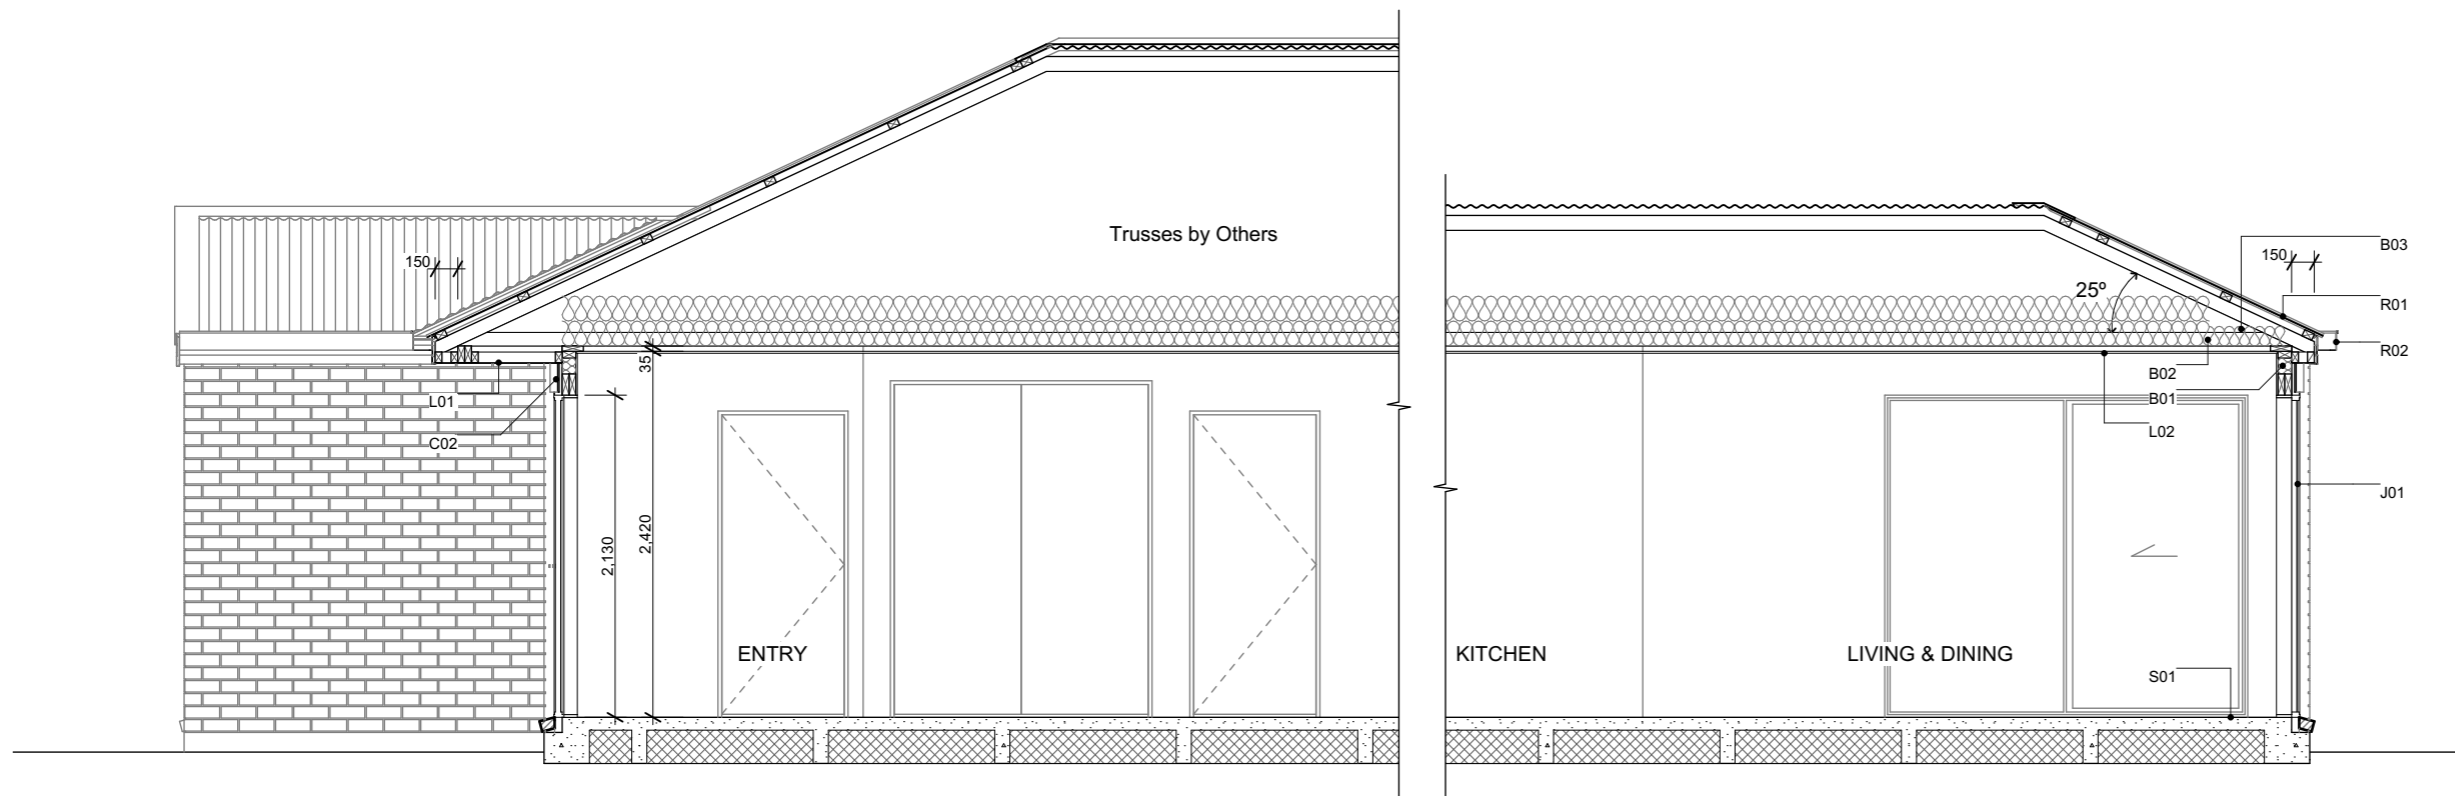 Trusses by Others
B03
150
150
25º
R01
R02
35
B02
L01
B01
C02
L02
J01
2,420
2,130
ENTRY
KITCHEN
LIVING & DINING
S01